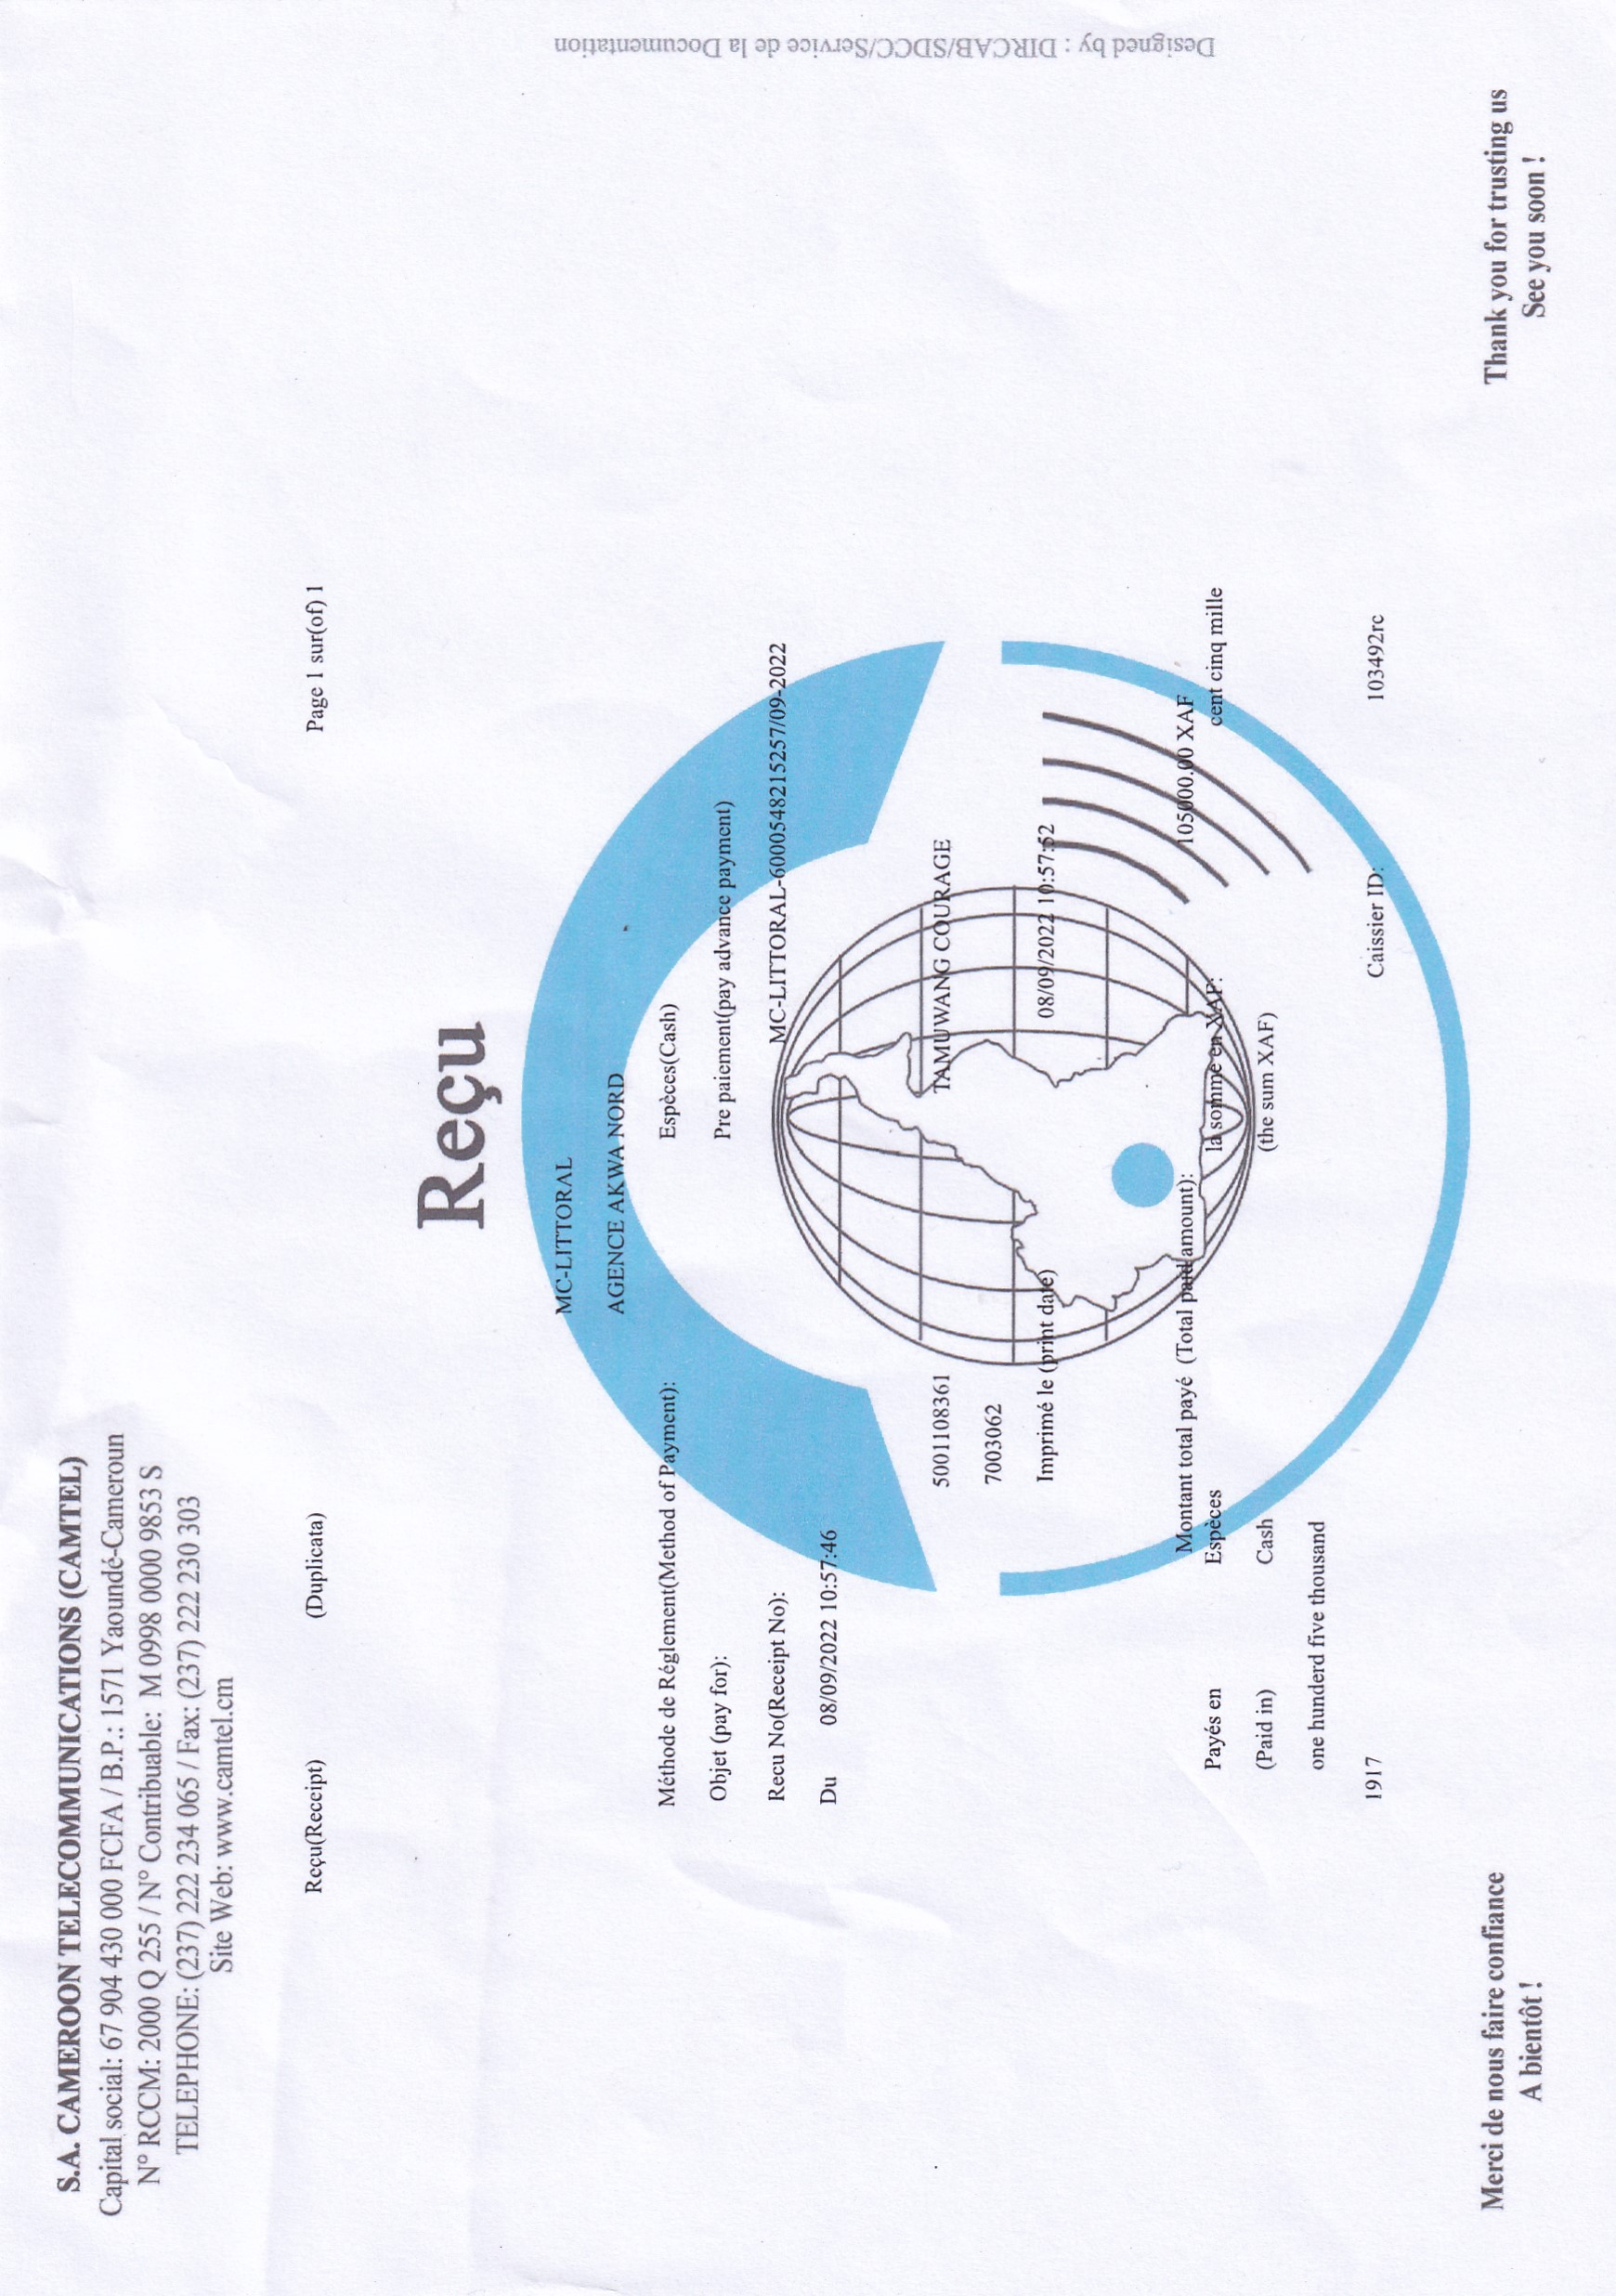 S.A. CAMEROON TELECOMMUNICATIONS (CAMTEL)
Capital social: 67 904 430 000 FCFA / B.P.: 1571 Yaoundé-Cameroun
N° RCCM: 2000 Q 255 / N° Contribuable: M 0998 0000 9853 S
TELEPHONE: (237) 222 234 065 / Fax: (237) 222 230 303
Site Web: www.camtel.cm
Reçu(Receipt) (Duplicata) Page 1 sur(of) 1
Reçu
MC-LITTORAL
AGENCE AKWA NORD
Méthode de Réglement(Method of Payment): Espèces(Cash)
Objet (pay for): Pre paiement(pay advance payment)
Recu No(Receipt No): MC-LITTORAL-6000548215257/09-2022
Du 08/09/2022 10:57:46
5001108361 TAMUWANG COURAGE
7003062
Imprimé le (print date) 08/09/2022 10:57:52
Montant total payé (Total paid amount): 105000.00 XAF
Payés en Espèces la somme en XAF: cent cinq mille
(Paid in) Cash (the sum XAF)
one hunderd five thousand
1917 Caissier ID: 103492rc
Merci de nous faire confiance
A bientôt !
Thank you for trusting us
See you soon !
Designed by : DIRCAB/SDCC/Service de la Documentation